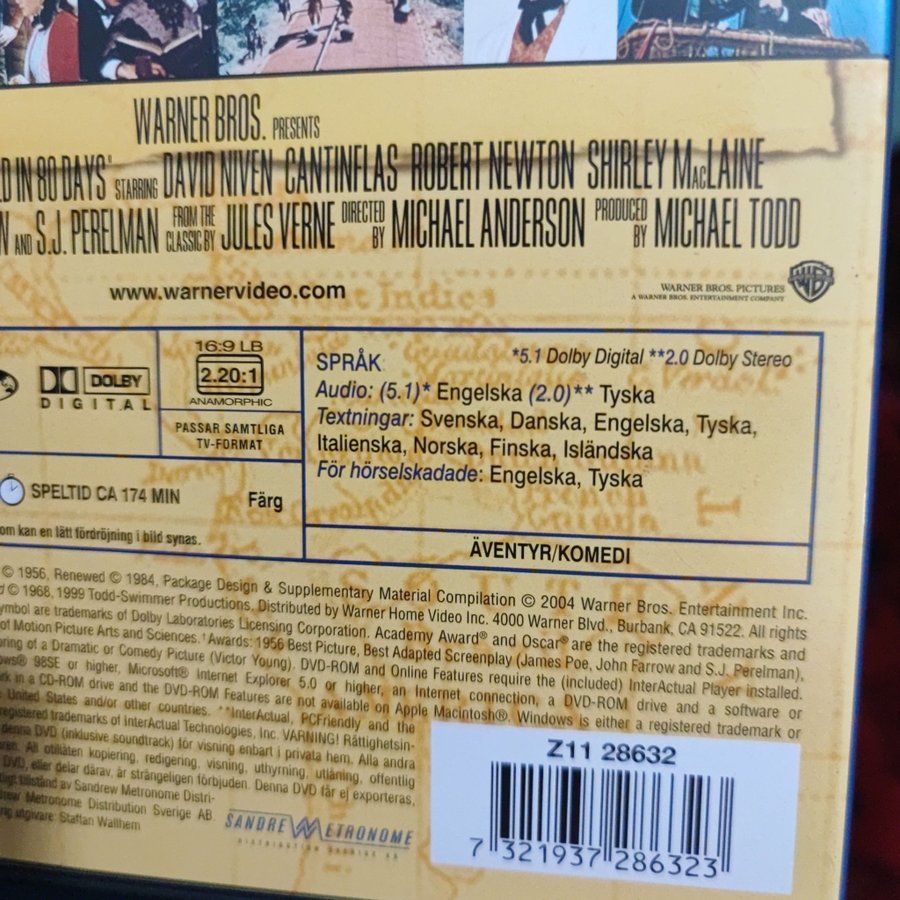 WARNER BROS. PRESENTS
D IN 80 DAYS" STARRING DAVID NIVEN CANTINFLAS ROBERT NEWTON SHIRLEY MACLAINE
N AND S.J. PERELMAN FROM THE CLASSIC BY JULES VERNE DIRECTED BY MICHAEL ANDERSON PRODUCED BY MICHAEL TODD
www.warnervideo.com
WARNER BROS. PICTURES
A WARNER BROS. ENTERTAINMENT COMPANY
DOLBY
DIGITAL
16:9 LB
2.20:1
ANAMORPHIC
PASSAR SAMTLIGA
TV-FORMAT
SPELTID CA 174 MIN Färg
om kan en lätt fördröjning i bild synas.
SPRÅK *5.1 Dolby Digital **2.0 Dolby Stereo
Audio: (5.1)* Engelska (2.0)** Tyska
Textningar: Svenska, Danska, Engelska, Tyska,
Italienska, Norska, Finska, Isländska
För hörselskadade: Engelska, Tyska
ÄVENTYR/KOMEDI
© 1956, Renewed © 1984, Package Design & Supplementary Material Compilation © 2004 Warner Bros. Entertainment Inc.
d © 1968, 1999 Todd-Swimmer Productions, Distributed by Warner Home Video Inc. 4000 Warner Blvd., Burbank, CA 91522. All rights
ymbol are trademarks of Dolby Laboratories Licensing Corporation. Academy Award® and Oscar® are the registered trademarks and
of Motion Picture Arts and Sciences. †Awards: 1956 Best Picture, Best Adapted Screenplay (James Poe, John Farrow and S.J. Perelman),
oring of a Dramatic or Comedy Picture (Victor Young). DVD-ROM and Online Features require the (included) InterActual Player installed.
ows® 98SE or higher, Microsoft® Internet Explorer 5.0 or higher, an Internet connection, a DVD-ROM drive and a software or
rk in a CD-ROM drive and the DVD-ROM Features are not available on Apple Macintosh®. Windows is either a registered trademark or
United States and/or other countries. **InterActual, PCFriendly and the
registered trademarks of InterActual Technologies, Inc. VARNING! Rättighetsin-
denna DVD (inklusive soundtrack) för visning enbart i privata hem. Alla andra
ren. All otillåten kopiering, redigering, visning, uthyrning, utlåning, offentlig
DVD, eller delar därav, är strängeligen förbjuden. Denna DVD får ej exporteras,
tligt tillstånd av Sandrew Metronome Distri-
drew Metronome Distribution Sverige AB.
rig utgivare: Staffan Wallhem
SANDREW METRONOME
Z11 28632
7 321937 286323